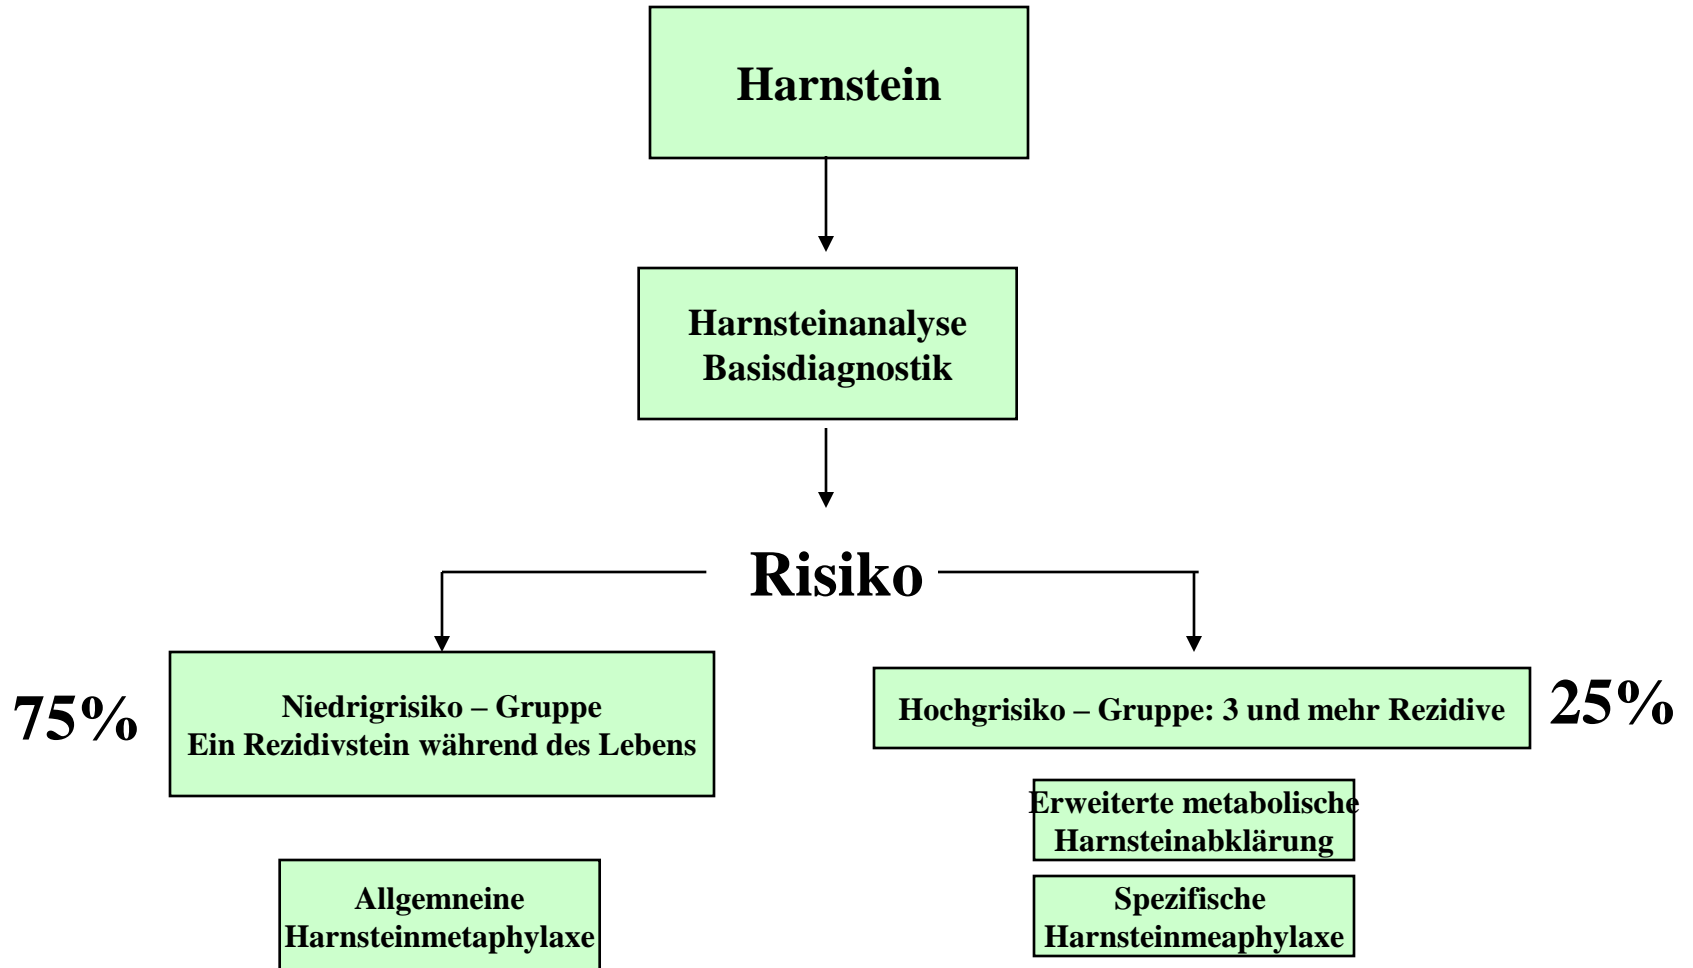 Harnstein
Harnsteinanalyse
Basisdiagnostik
Risiko
75%
Niedrigrisiko – Gruppe
Ein Rezidivstein während des Lebens
Hochgrisiko – Gruppe: 3 und mehr Rezidive
25%
Erweiterte metabolische
Harnsteinabklärung
Allgemneine
Harnsteinmetaphylaxe
Spezifische
Harnsteinmeaphylaxe